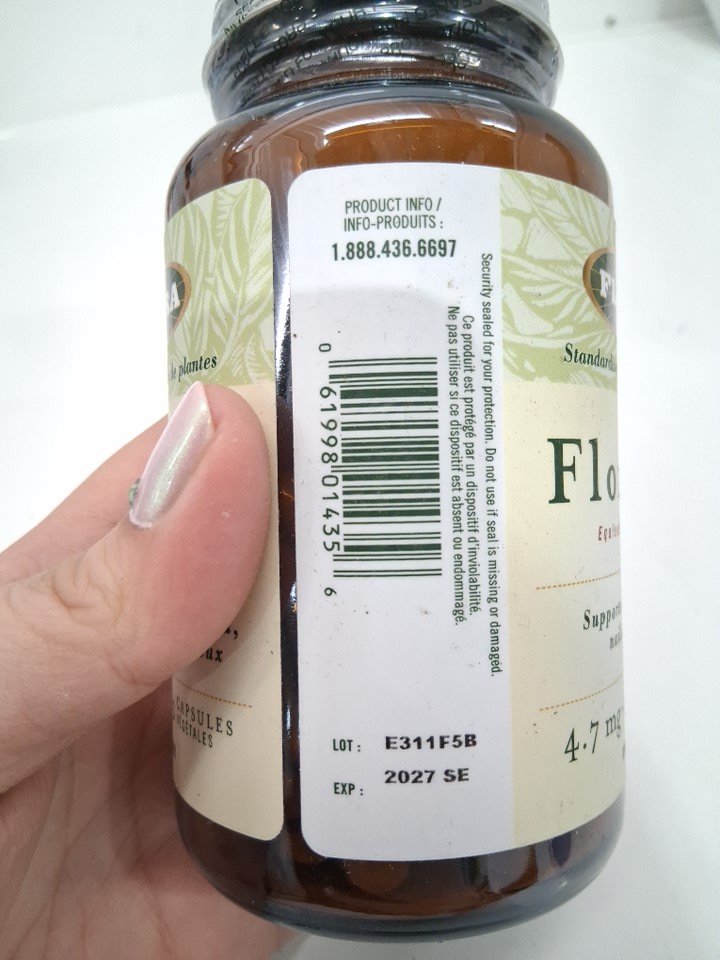 de plantes
CAPSULES
VÉGÉTALES
PRODUCT INFO /
INFO-PRODUITS :
1.888.436.6697
Security sealed for your protection. Do not use if seal is missing or damaged.
Ce produit est protégé par un dispositif d'inviolabilité.
Ne pas utiliser si ce dispositif est absent ou endommagé.
0 61998 01435 6
LOT : E311F5B
EXP : 2027 SE
Flo
4.7 mg